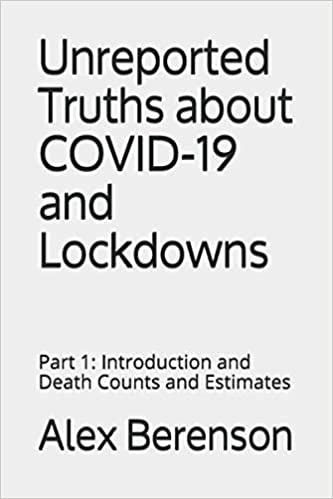 Unreported
Truths about
COVID-19
and
Lockdowns
Part 1: Introduction and
Death Counts and Estimates
Alex Berenson